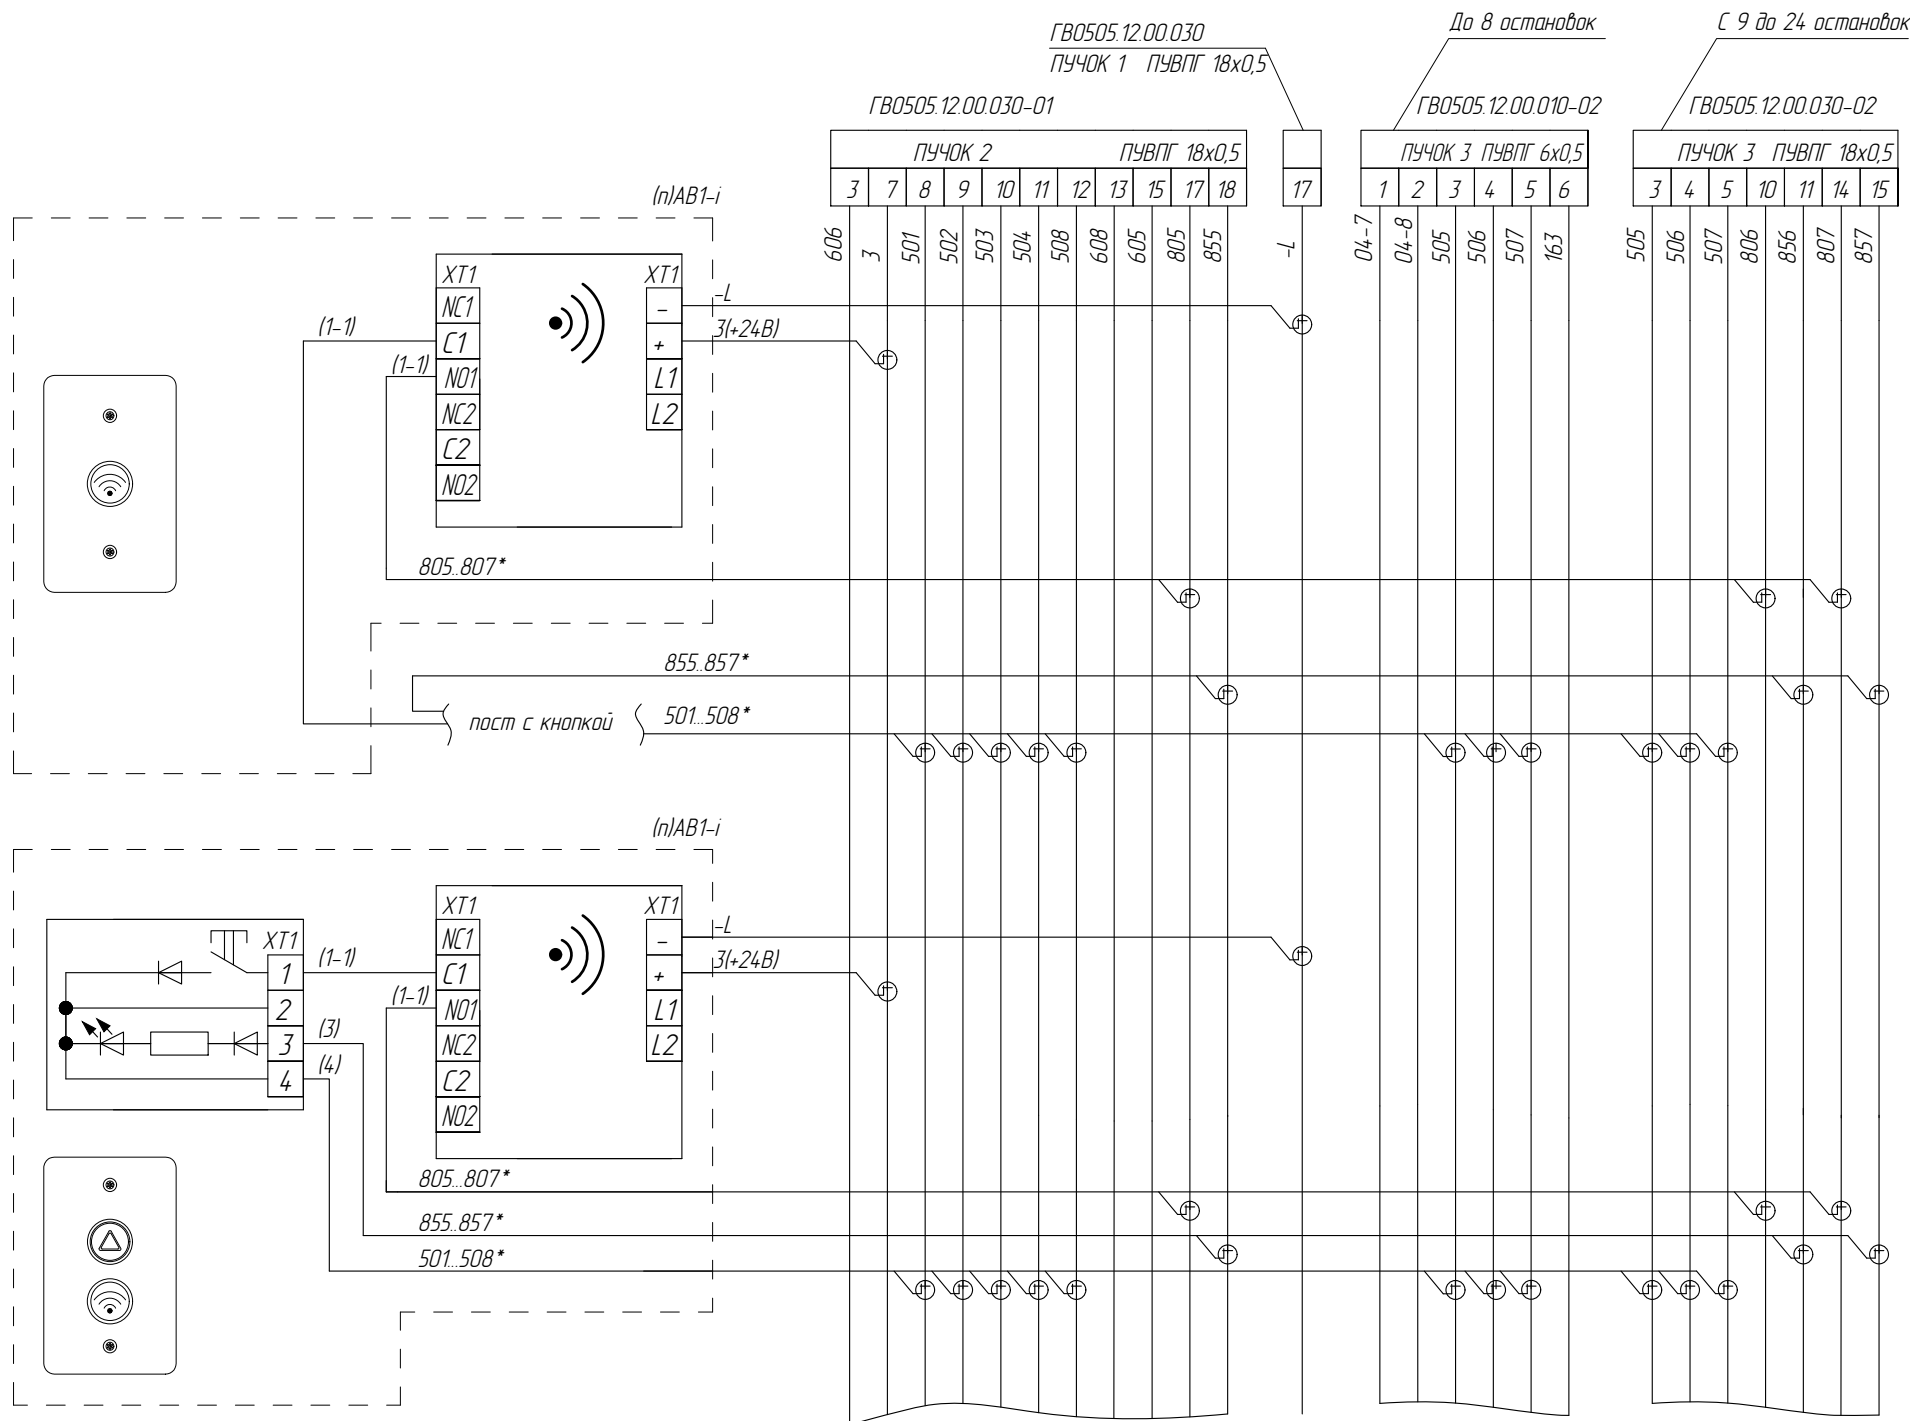 ГВ0505.12.00.030
ПУЧОК 1 ПУВПГ 18х0,5
До 8 остановок
С 9 до 24 остановок
ГВ0505.12.00.030-01
ГВ0505.12.00.010-02
ГВ0505.12.00.030-02
ПУЧОК 2 ПУВПГ 18х0,5
ПУЧОК 3 ПУВПГ 6х0,5
ПУЧОК 3 ПУВПГ 18х0,5
3 7 8 9 10 11 12 13 15 17 18
17
1 2 3 4 5 6
3 4 5 10 11 14 15
606 3 501 502 503 504 508 608 605 805 855
-L
04-7 04-8 505 506 507 163
505 506 507 806 856 807 857
(п)АВ1-i
XT1 XT1
NC1 –
C1 +
NO1 L1
NC2 L2
C2
NO2
-L
3(+24В)
(1-1)
(1-1)
805..807*
855..857*
пост с кнопкой
501...508*
(п)АВ1-i
XT1
1
2
3
4
(1-1)
(1-1)
(3)
(4)
XT1 XT1
NC1 –
C1 +
NO1 L1
NC2 L2
C2
NO2
-L
3(+24В)
805...807*
855..857*
501...508*